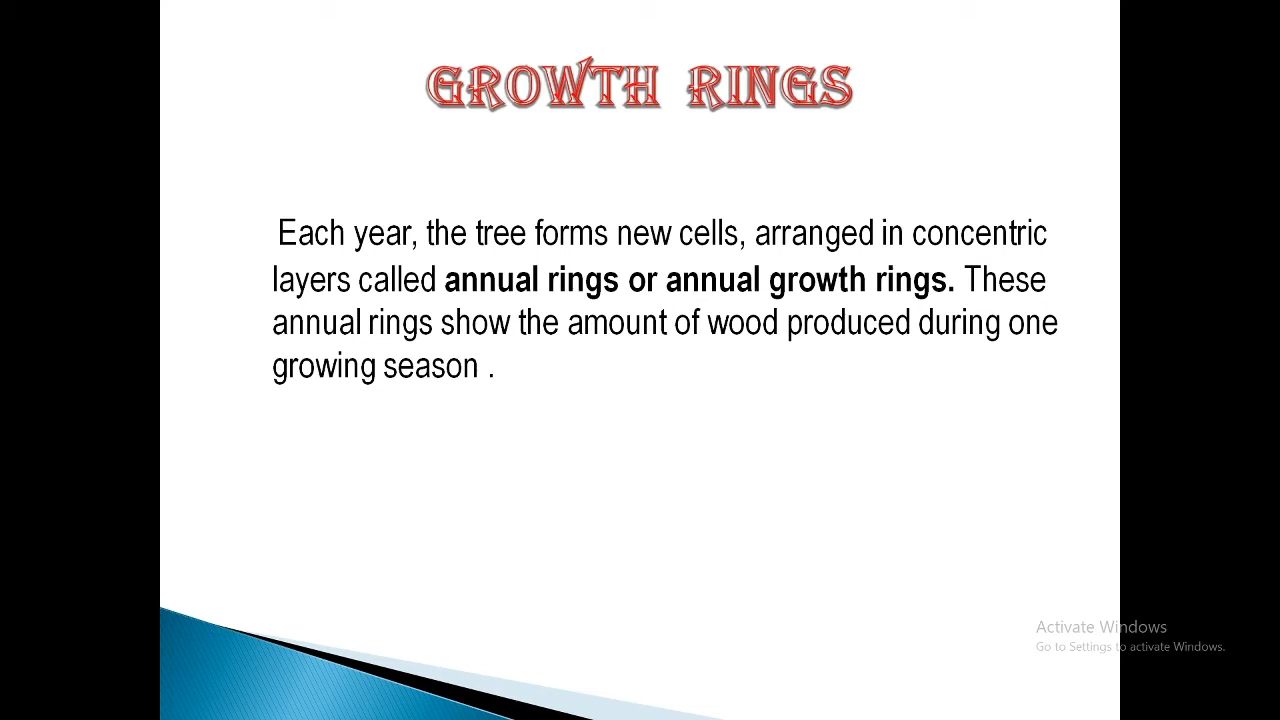 GROWTH RINGS
Each year, the tree forms new cells, arranged in concentric
layers called annual rings or annual growth rings. These
annual rings show the amount of wood produced during one
growing season .
Activate Windows
Go to Settings to activate Windows.